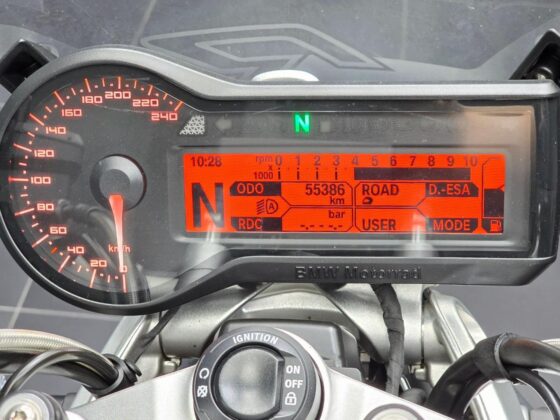 0 20 40 60 80 100 120 140 160 180 200 220 240
km/h
N
10:28 rpm 0 1 2 3 4 5 6 7 8 9 10
x
1000
N ODO 55386 ROAD D.-ESA
km
A bar
RDC --,-- USER MODE
BMW Motorrad
IGNITION
ON
OFF